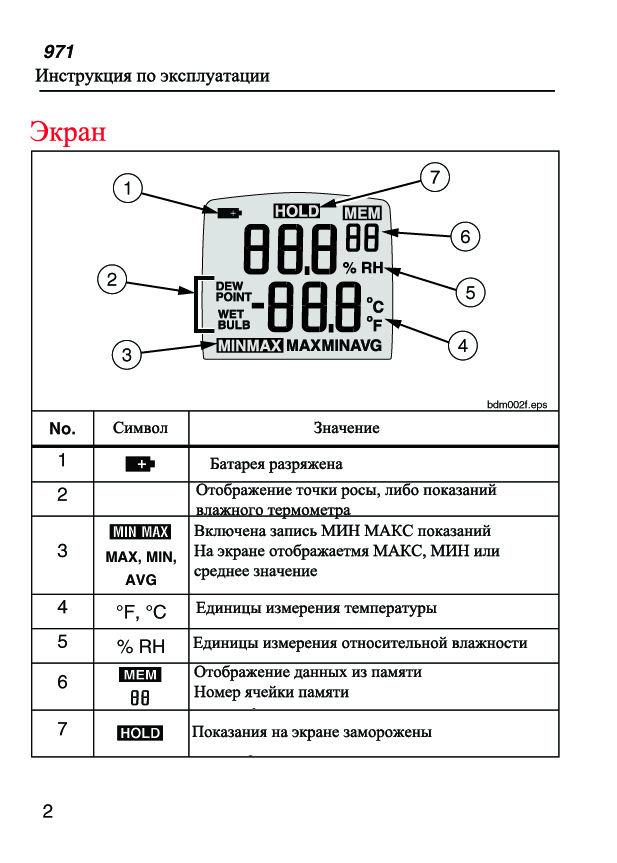 971
Инструкция по эксплуатации
Экран
1
7
HOLD
MEM
88.8
88
6
% RH
5
2
DEW
POINT
WET
BULB
-88.8
°C
°F
4
3
MINMAX MAXMINAVG
bdm002f.eps
No. Символ Значение
1 Батарея разряжена
2 Отображение точки росы, либо показаний
влажного термометра
3 MIN MAX Включена запись МИН МАКС показаний
MAX, MIN, На экране отображаетмя МАКС, МИН или
AVG среднее значение
4 °F, °C Единицы измерения температуры
5 % RH Единицы измерения относительной влажности
6 MEM Отображение данных из памяти
88 Номер ячейки памяти
7 HOLD Показания на экране заморожены
2